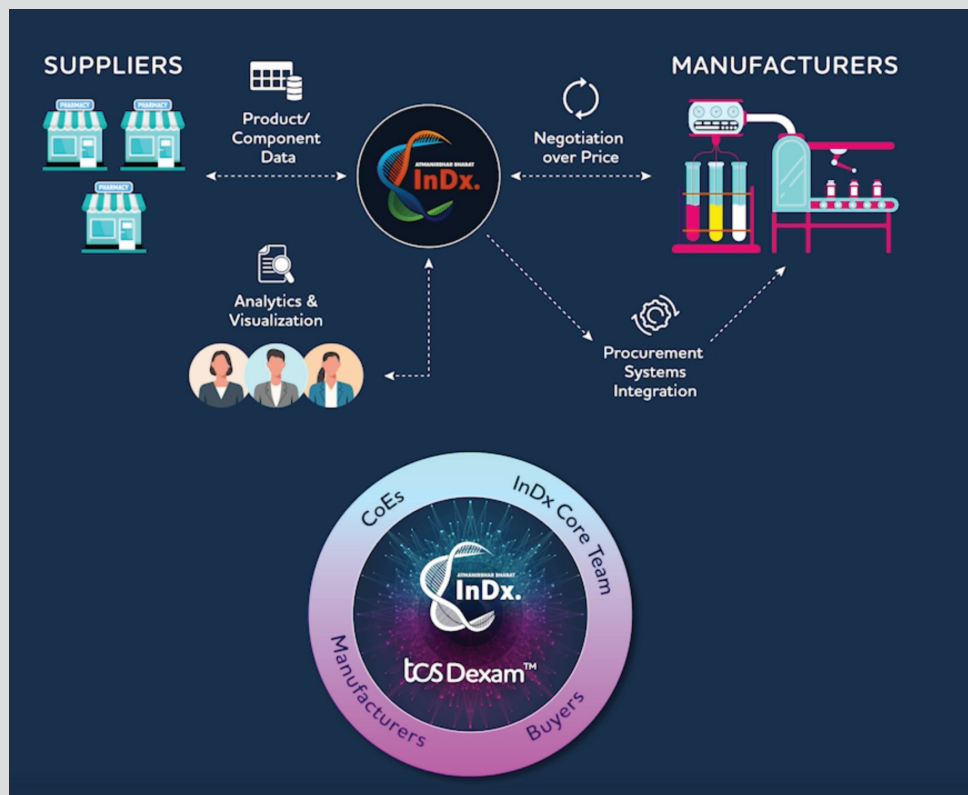 SUPPLIERS
MANUFACTURERS
PHARMACY
PHARMACY
PHARMACY
Product/
Component
Data
ATMANIRBHAR BHARAT
InDx.
Negotiation
over Price
Analytics &
Visualization
Procurement
Systems
Integration
CoEs
InDx Core Team
ATMANIRBHAR BHARAT
InDx.
tcs Dexam™
Manufacturers
Buyers